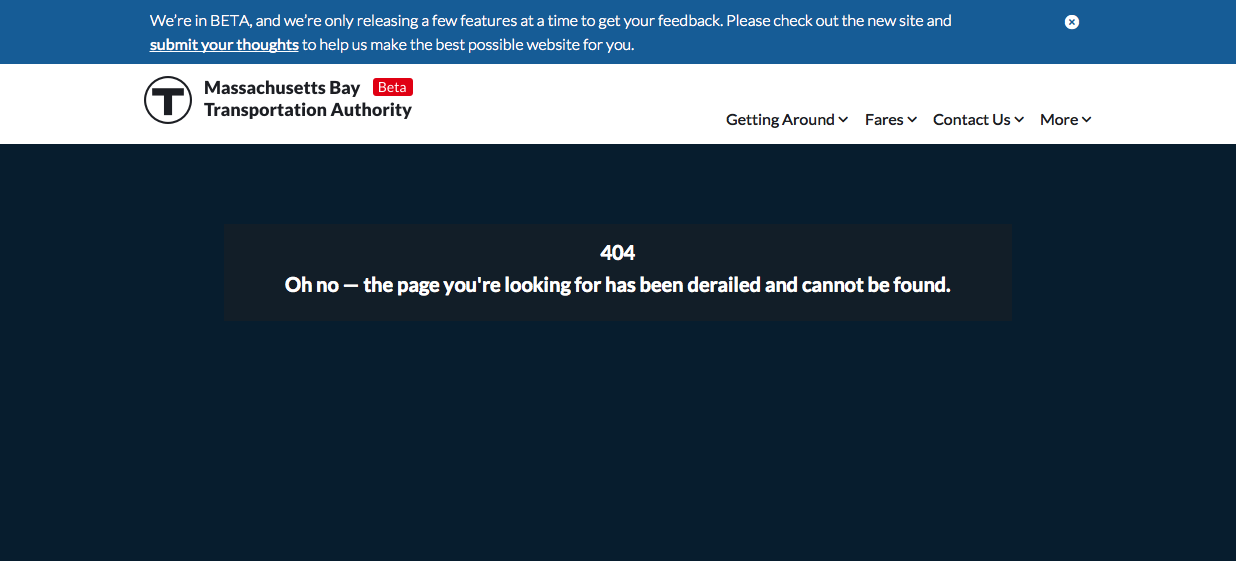 We’re in BETA, and we’re only releasing a few features at a time to get your feedback. Please check out the new site and
submit your thoughts to help us make the best possible website for you.
T
Massachusetts Bay Beta
Transportation Authority
Getting Around Fares Contact Us More
404
Oh no — the page you're looking for has been derailed and cannot be found.